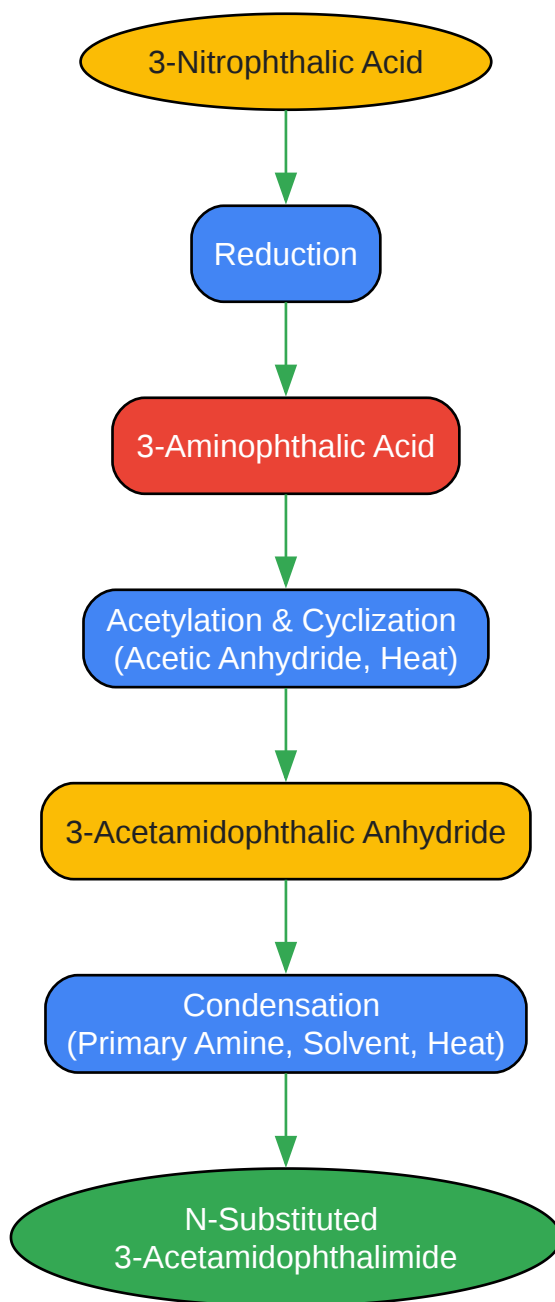 3-Nitrophthalic Acid
Reduction
3-Aminophthalic Acid
Acetylation & Cyclization
(Acetic Anhydride, Heat)
3-Acetamidophthalic Anhydride
Condensation
(Primary Amine, Solvent, Heat)
N-Substituted
3-Acetamidophthalimide